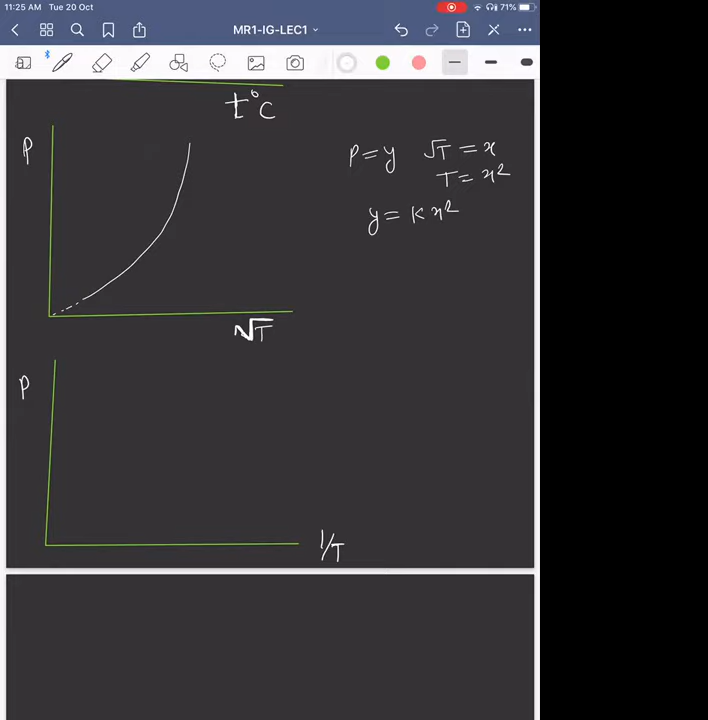 11:25 AM Tue 20 Oct
71%
MR1-IG-LEC1
t°C
P
P=y √T = x
T = x²
y = K x²
√T
P
1/T